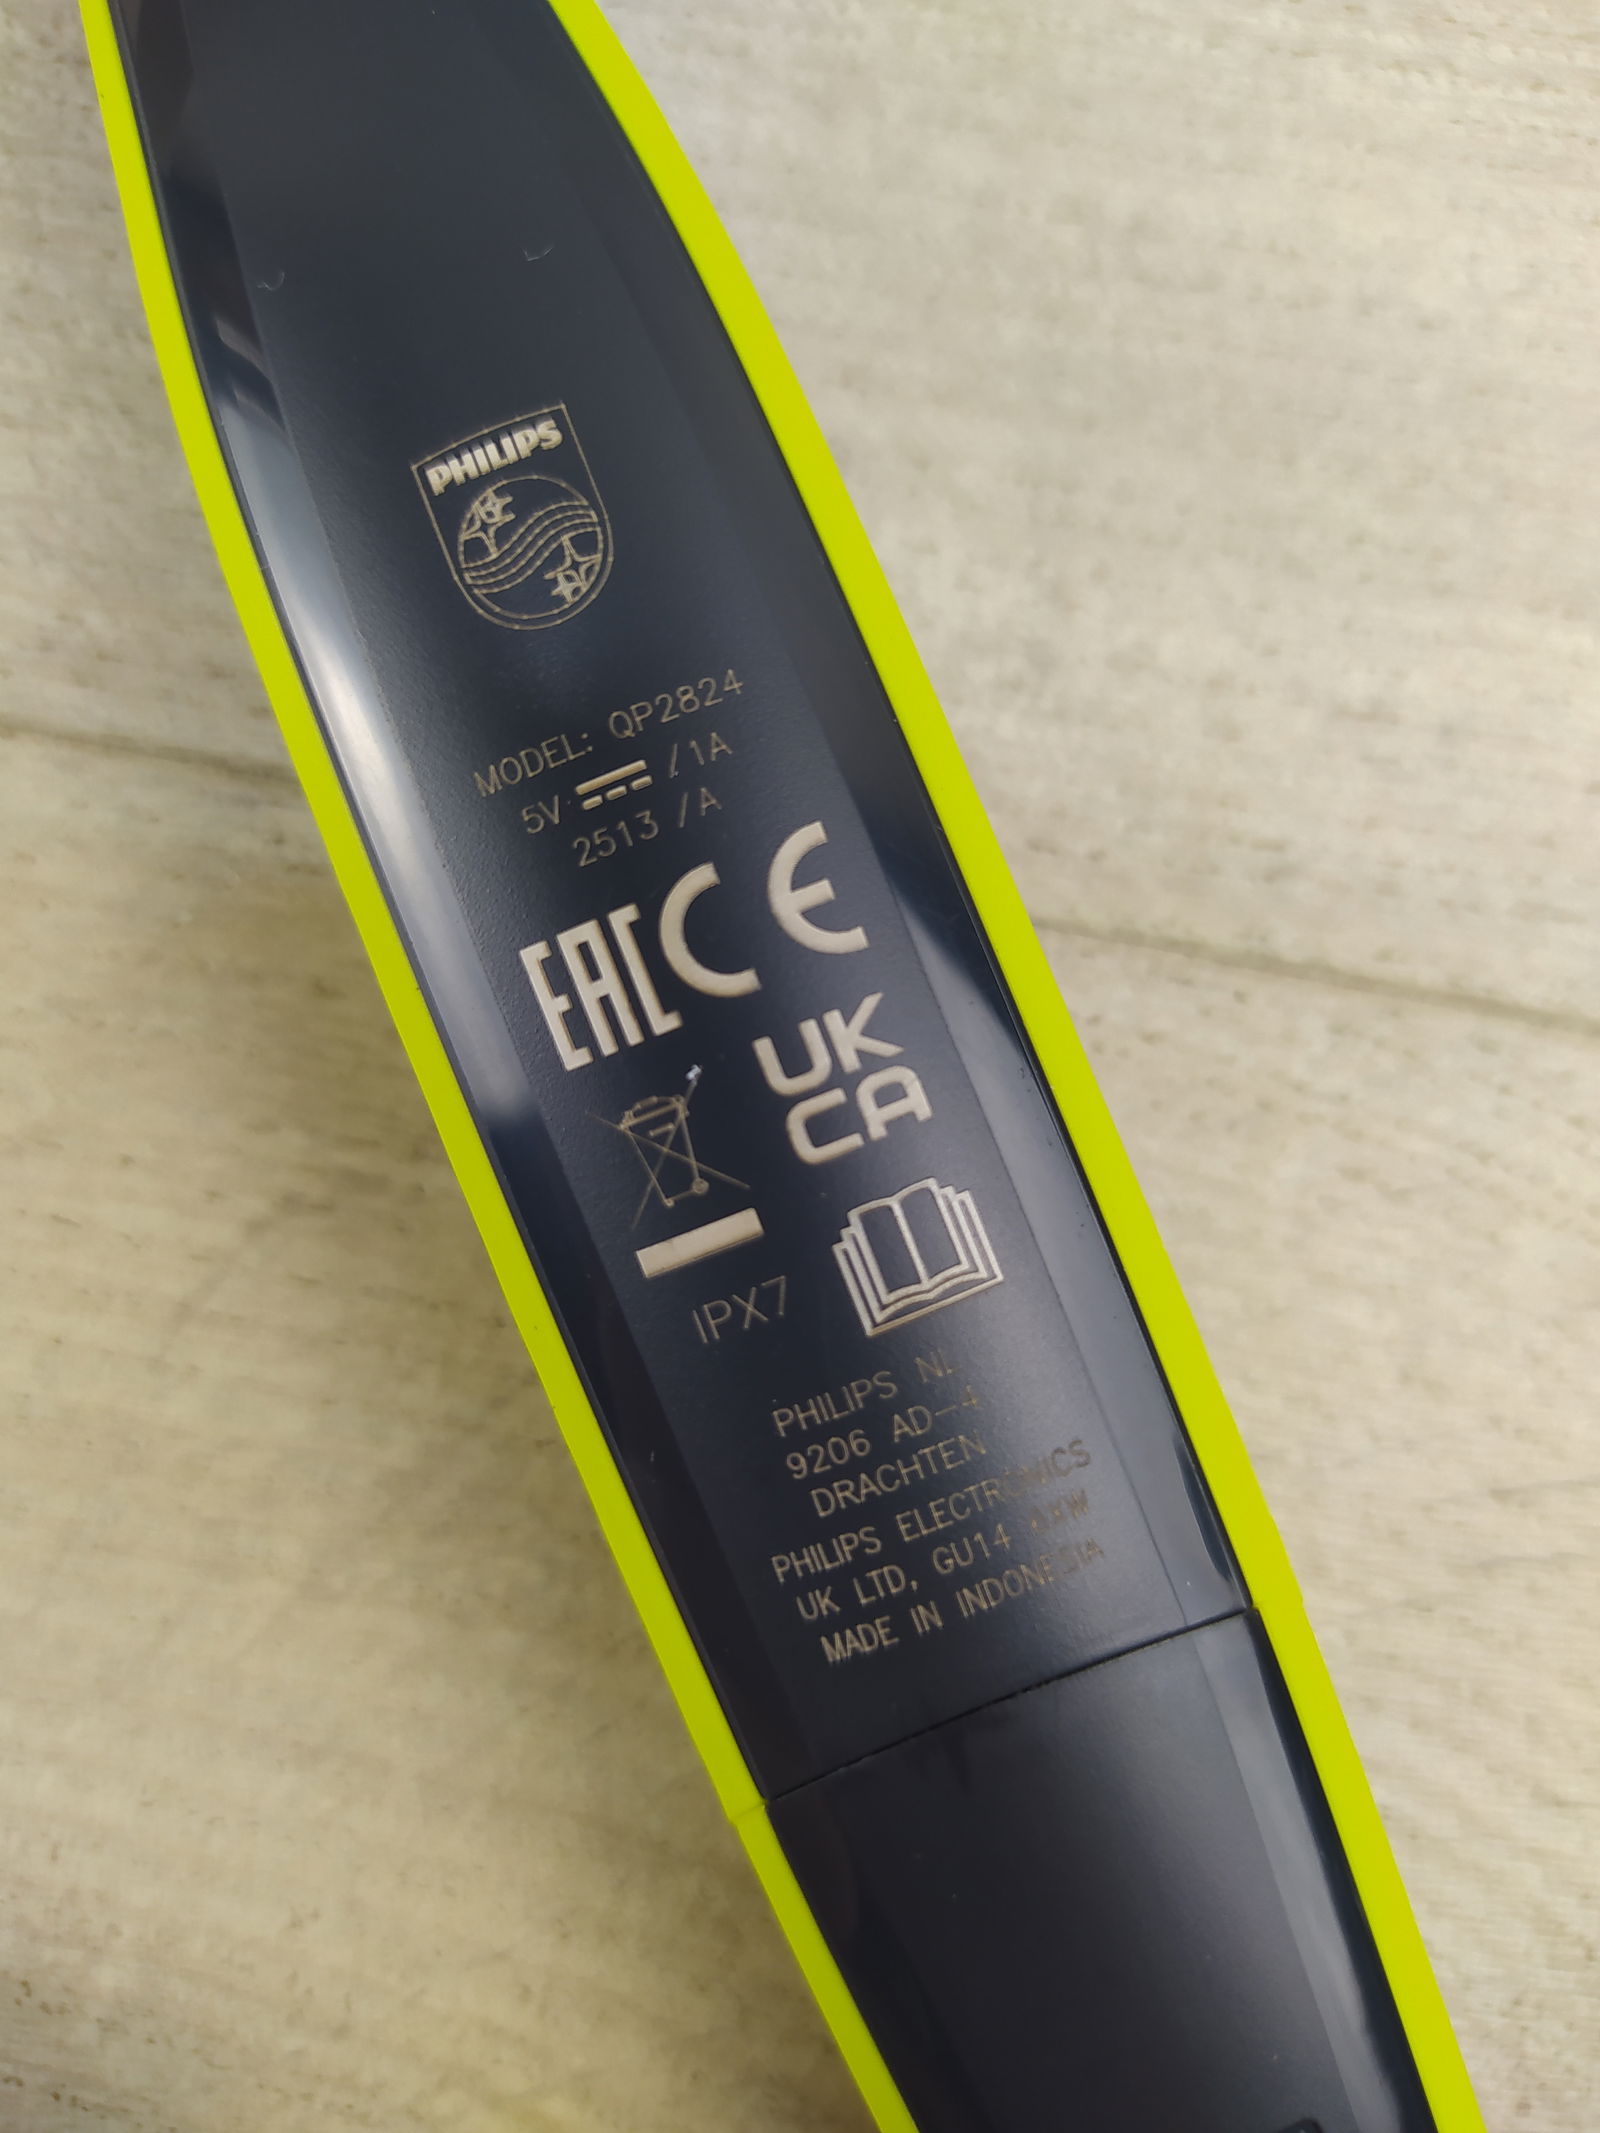 PHILIPS
MODEL: QP2824
5V ⎓ /1A
2513 /A
EAC CE
UK
CA
IPX7
PHILIPS NL
9206 AD-4
DRACHTEN
PHILIPS ELECTRONICS
UK LTD, GU14
MADE IN INDONESIA